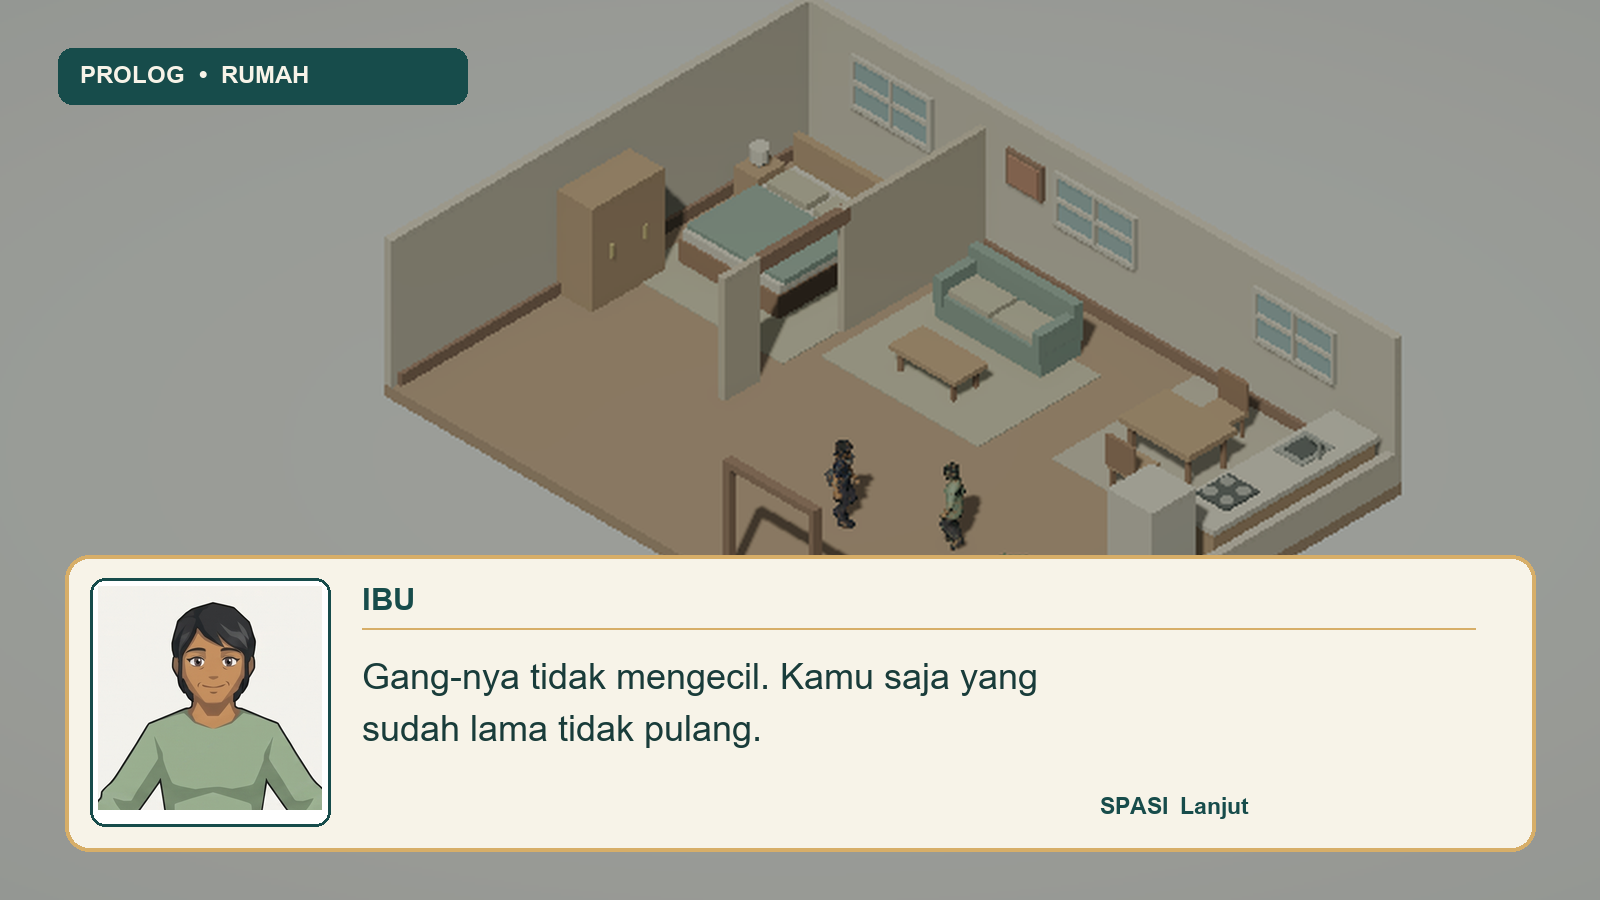 PROLOG • RUMAH
IBU
Gang-nya tidak mengecil. Kamu saja yang
sudah lama tidak pulang.
SPASI Lanjut